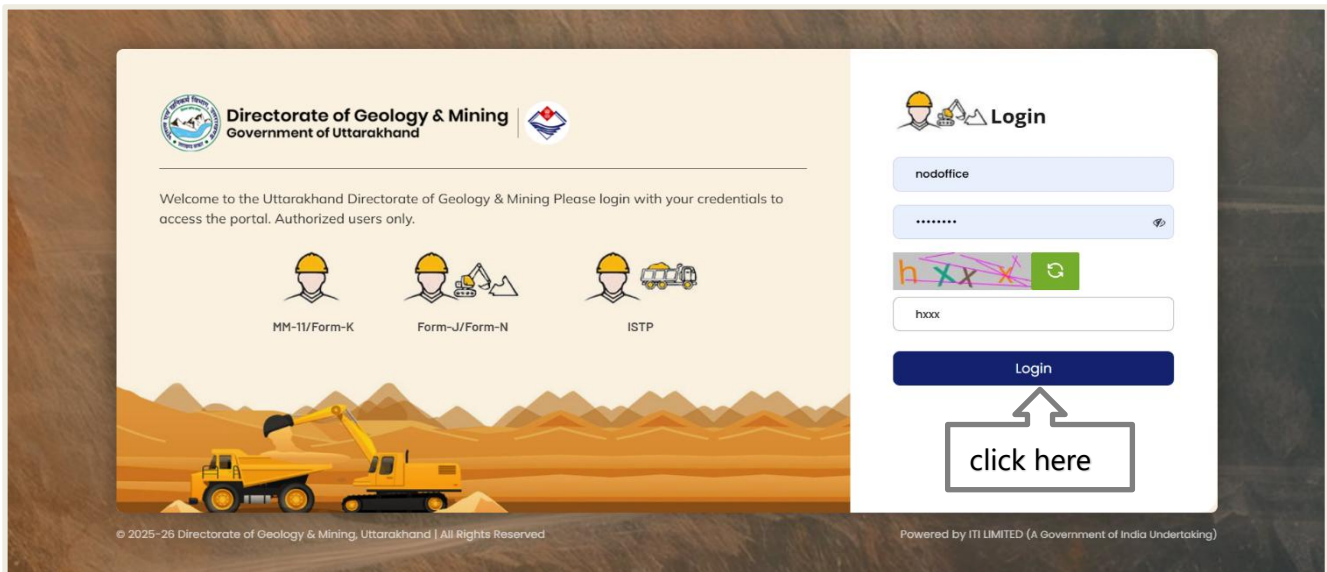 Directorate of Geology & Mining
Government of Uttarakhand
Welcome to the Uttarakhand Directorate of Geology & Mining Please login with your credentials to
access the portal. Authorized users only.
MM-11/Form-K
Form-J/Form-N
ISTP
Login
nodoffice
••••••••
h x x x
hxxx
Login
click here
© 2025-26 Directorate of Geology & Mining, Uttarakhand | All Rights Reserved
Powered by ITI LIMITED (A Government of India Undertaking)